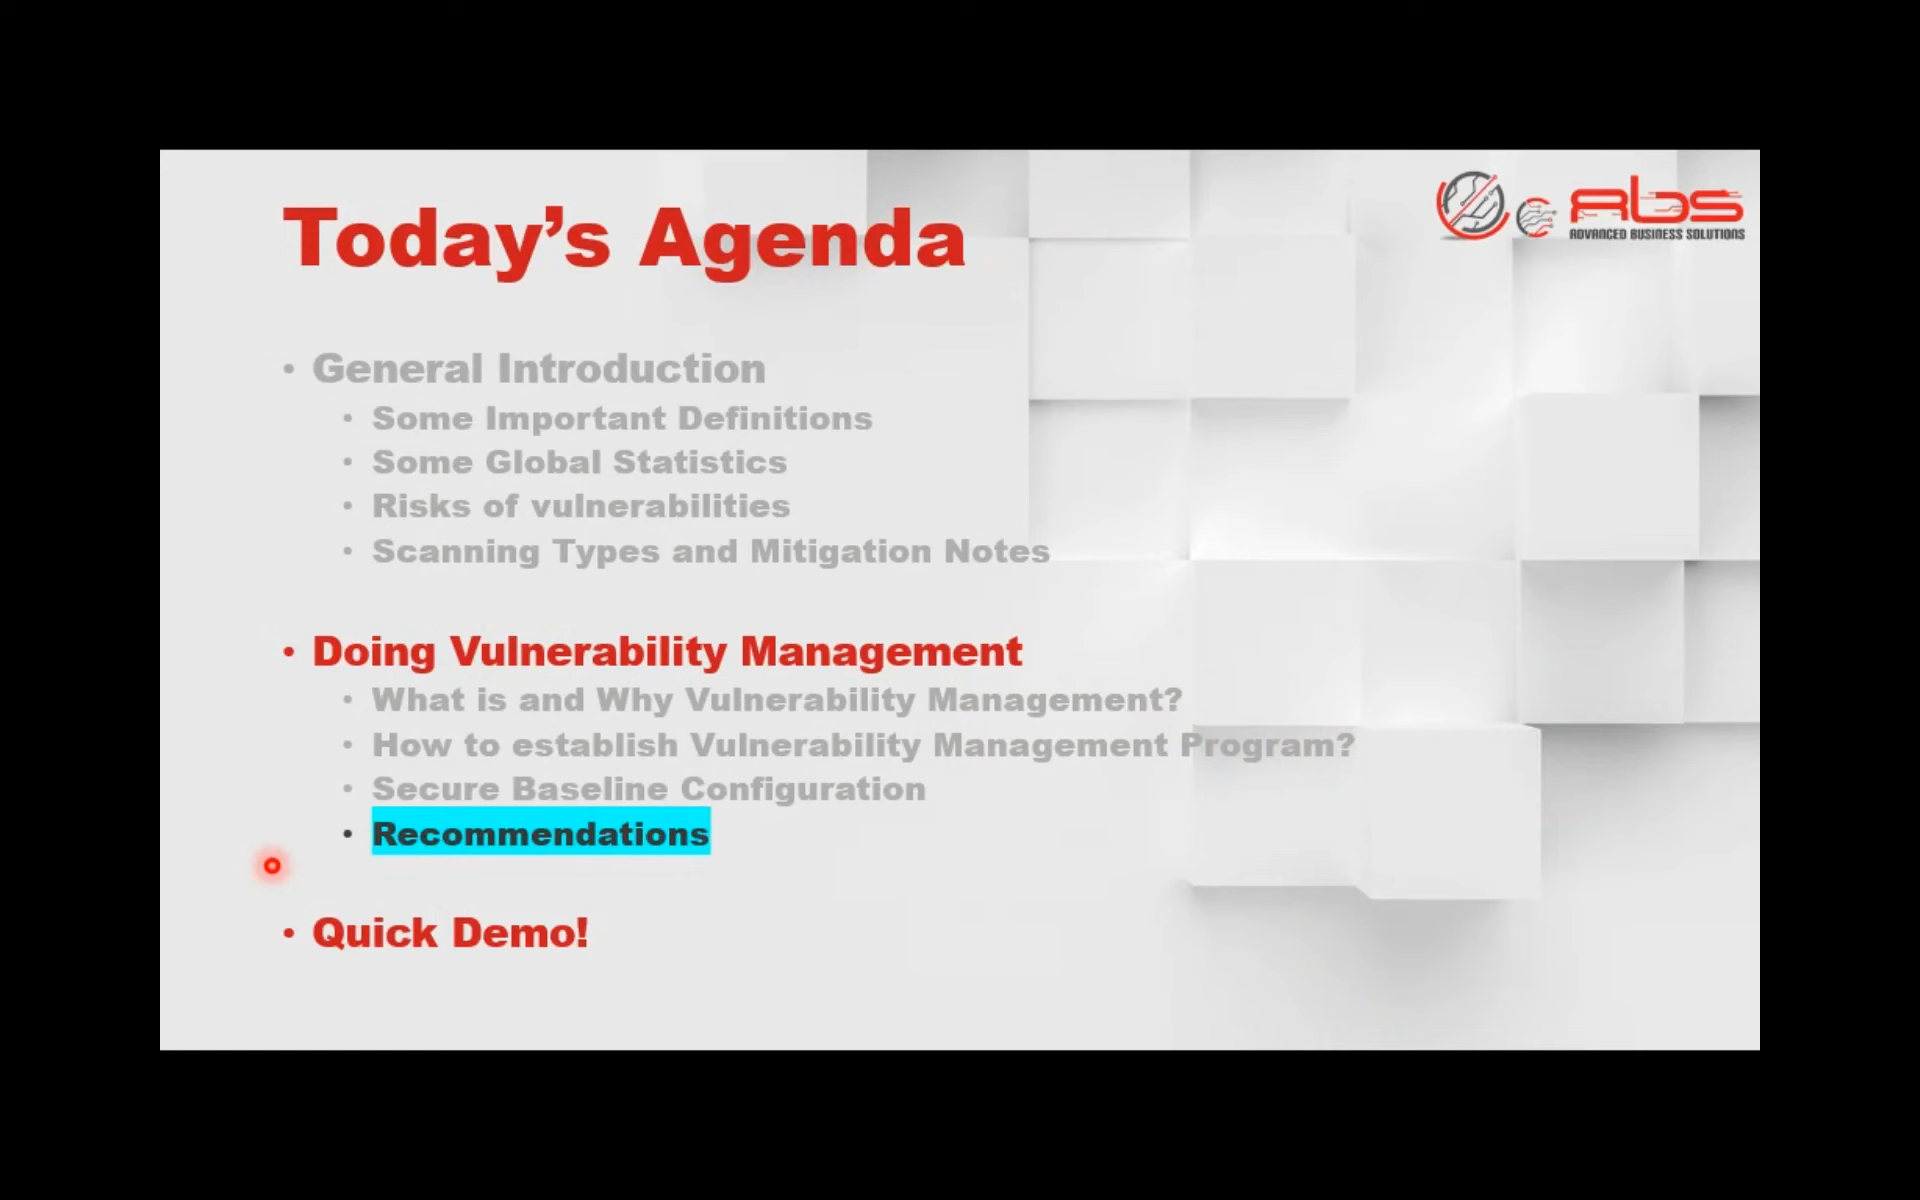 Today’s Agenda
Abs
ADVANCED BUSINESS SOLUTIONS
• General Introduction
• Some Important Definitions
• Some Global Statistics
• Risks of vulnerabilities
• Scanning Types and Mitigation Notes
• Doing Vulnerability Management
• What is and Why Vulnerability Management?
• How to establish Vulnerability Management Program?
• Secure Baseline Configuration
• Recommendations
• Quick Demo!